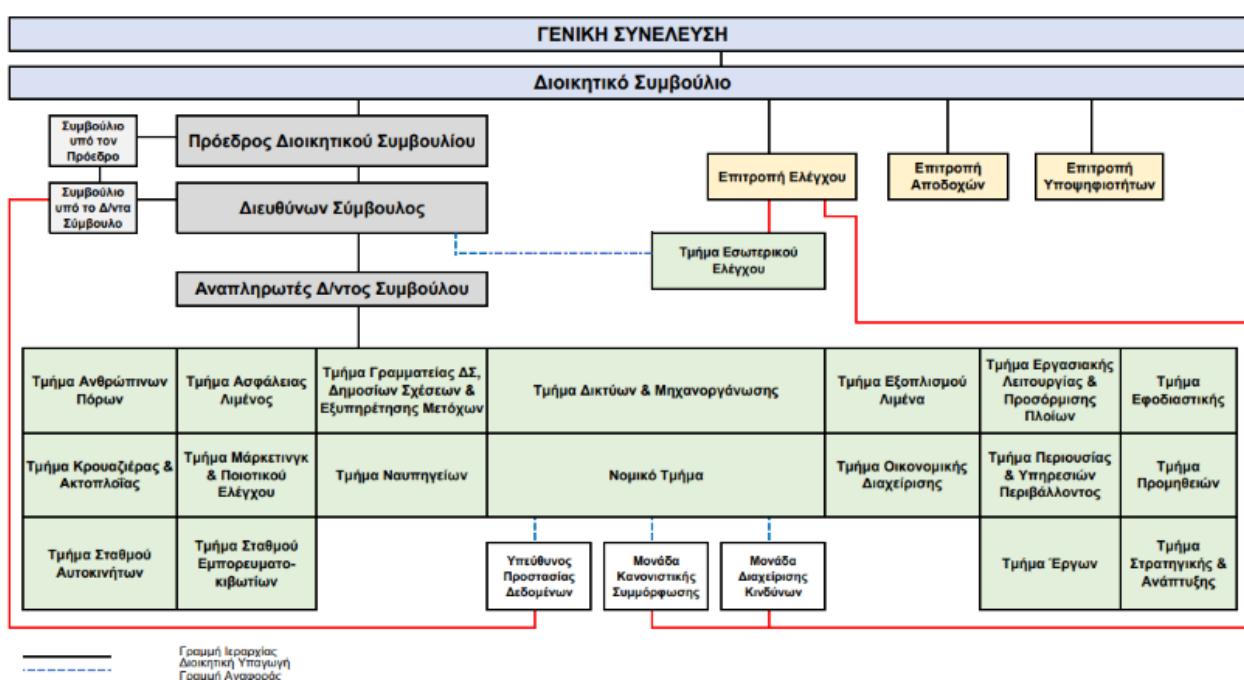 ΓΕΝΙΚΗ ΣΥΝΕΛΕΥΣΗ
Διοικητικό Συμβούλιο
Συμβούλιο
υπό τον
Πρόεδρο
Πρόεδρος Διοικητικού Συμβουλίου
Επιτροπή Ελέγχου
Επιτροπή
Αποδοχών
Επιτροπή
Υποψηφιοτήτων
Συμβούλιο
υπό το Δ/ντα
Σύμβουλο
Διευθύνων Σύμβουλος
Τμήμα Εσωτερικού
Ελέγχου
Αναπληρωτές Δ/ντος Συμβούλου
Τμήμα Ανθρώπινων
Πόρων
Τμήμα Ασφάλειας
Λιμένος
Τμήμα Γραμματείας ΔΣ,
Δημοσίων Σχέσεων &
Εξυπηρέτησης Μετόχων
Τμήμα Δικτύων & Μηχανοργάνωσης
Τμήμα Εξοπλισμού
Λιμένα
Τμήμα Εργασιακής
Λειτουργίας &
Προσόρμισης
Πλοίων
Τμήμα
Εφοδιαστικής
Τμήμα Κρουαζιέρας &
Ακτοπλοΐας
Τμήμα Μάρκετινγκ
& Ποιοτικού
Ελέγχου
Τμήμα Ναυπηγείων
Νομικό Τμήμα
Τμήμα Οικονομικής
Διαχείρισης
Τμήμα Περιουσίας
& Υπηρεσιών
Περιβάλλοντος
Τμήμα
Προμηθειών
Τμήμα Σταθμού
Αυτοκινήτων
Τμήμα Σταθμού
Εμπορευματο-
κιβωτίων
Υπεύθυνος
Προστασίας
Δεδομένων
Μονάδα
Κανονιστικής
Συμμόρφωσης
Μονάδα
Διαχείρισης
Κινδύνων
Τμήμα Έργων
Τμήμα
Στρατηγικής &
Ανάπτυξης
Γραμμή Ιεραρχίας
Διοικητική Υπαγωγή
Γραμμή Αναφοράς